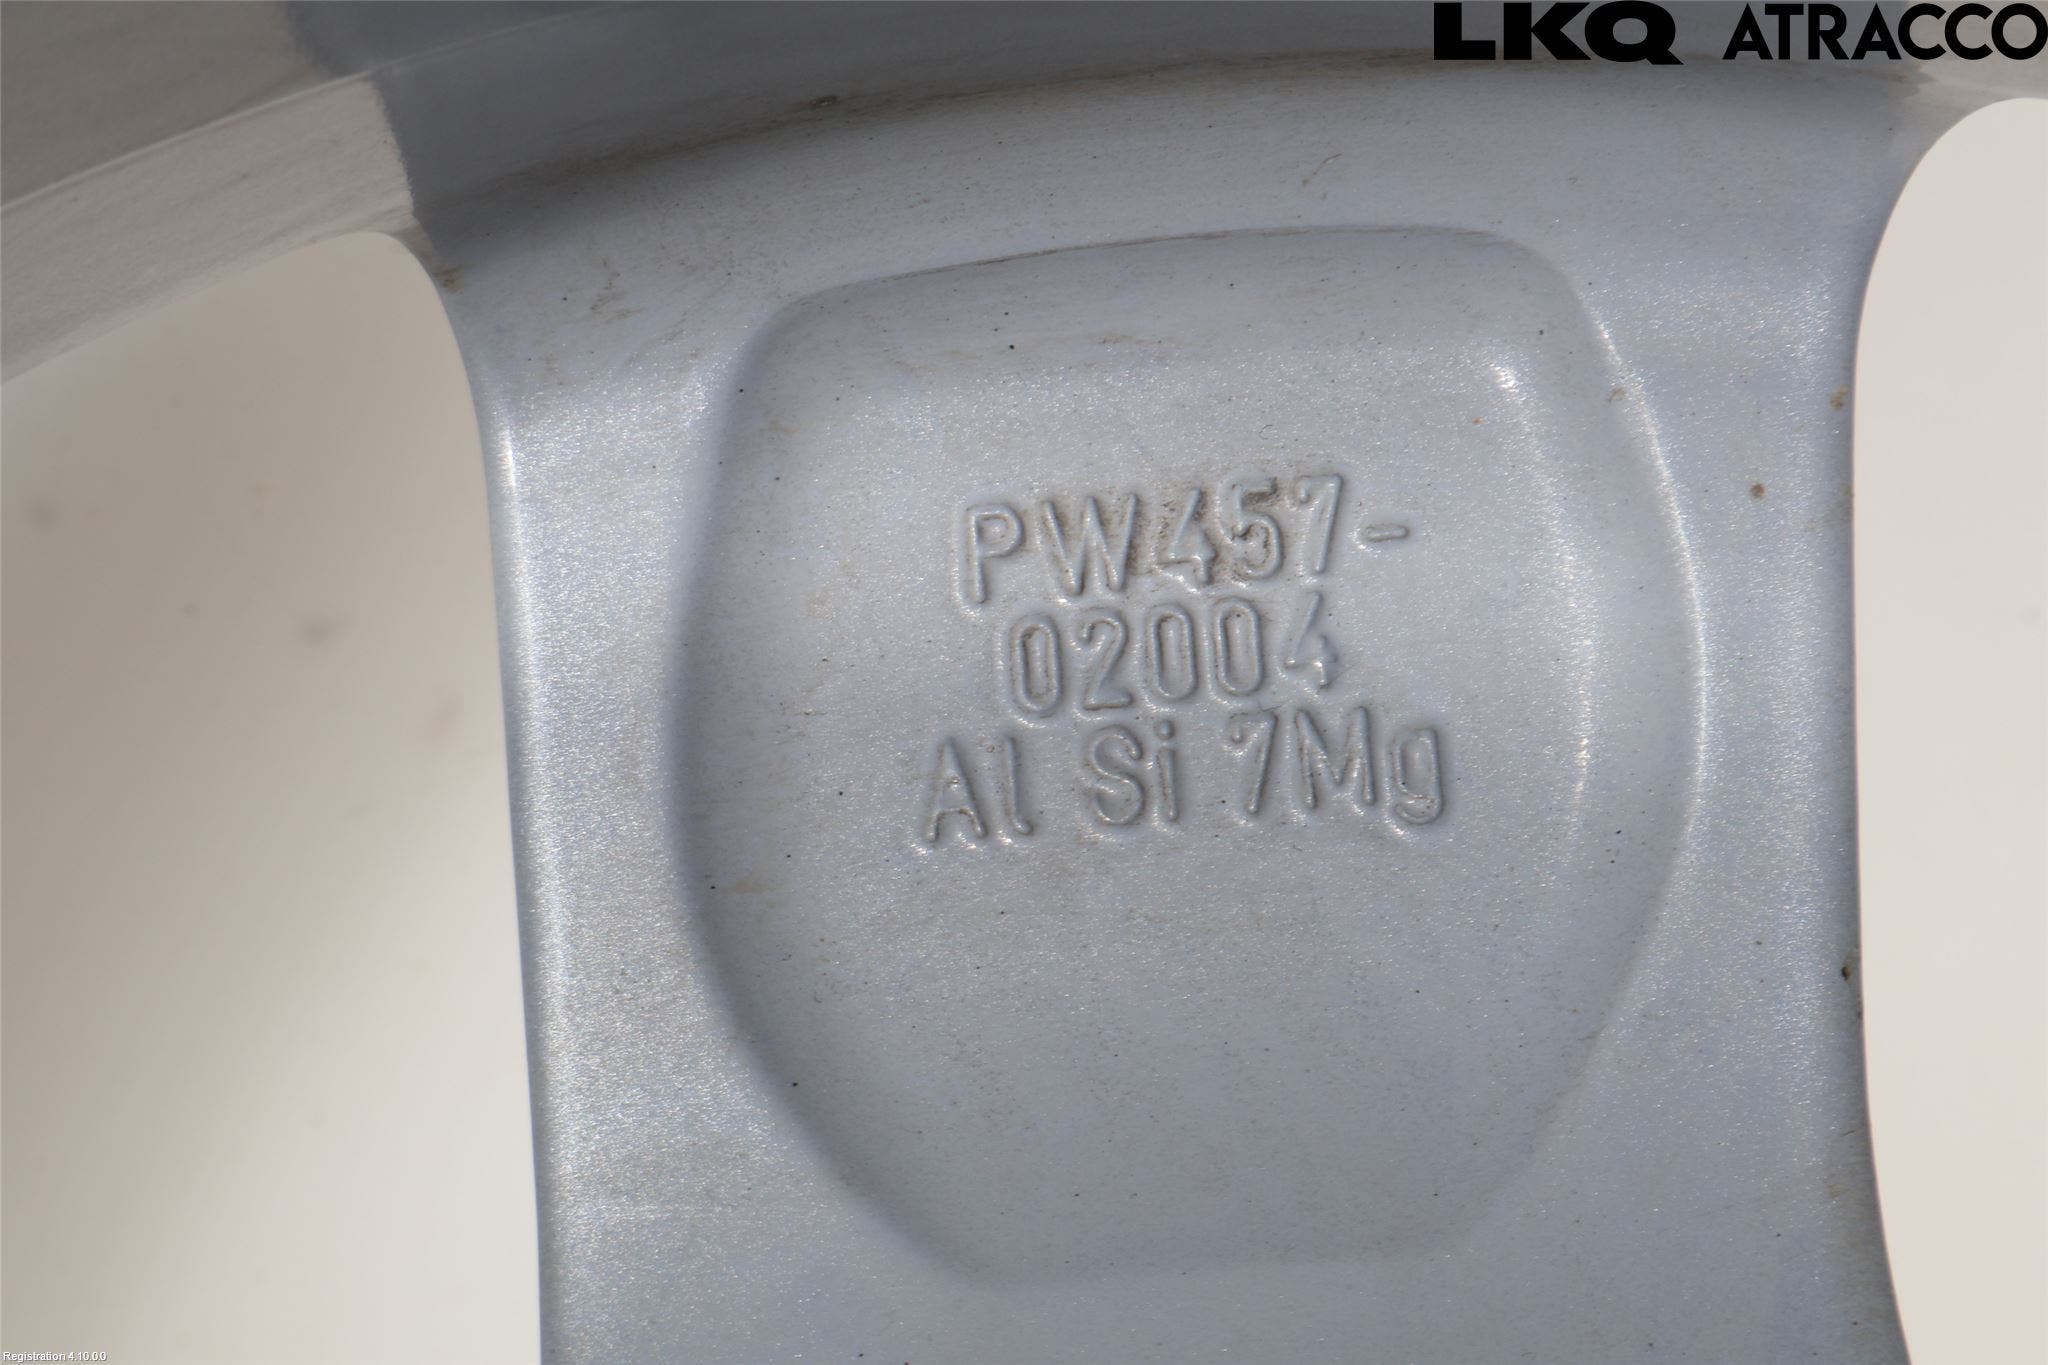 LKQ ATRACCO
PW457-
02004
Al Si 7Mg
Registration 4.10.0.0